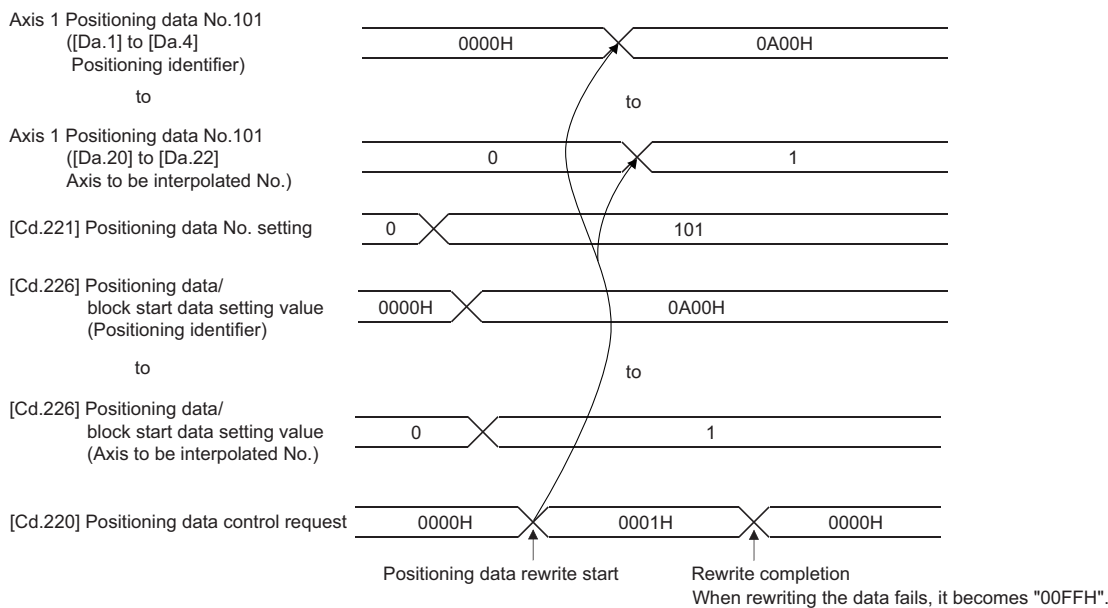 Axis 1 Positioning data No.101
([Da.1] to [Da.4]
Positioning identifier)
0000H
0A00H
to
to
Axis 1 Positioning data No.101
([Da.20] to [Da.22]
Axis to be interpolated No.)
0
1
[Cd.221] Positioning data No. setting
0
101
[Cd.226] Positioning data/
block start data setting value
(Positioning identifier)
0000H
0A00H
to
to
[Cd.226] Positioning data/
block start data setting value
(Axis to be interpolated No.)
0
1
[Cd.220] Positioning data control request
0000H
0001H
0000H
Positioning data rewrite start
Rewrite completion
When rewriting the data fails, it becomes "00FFH".